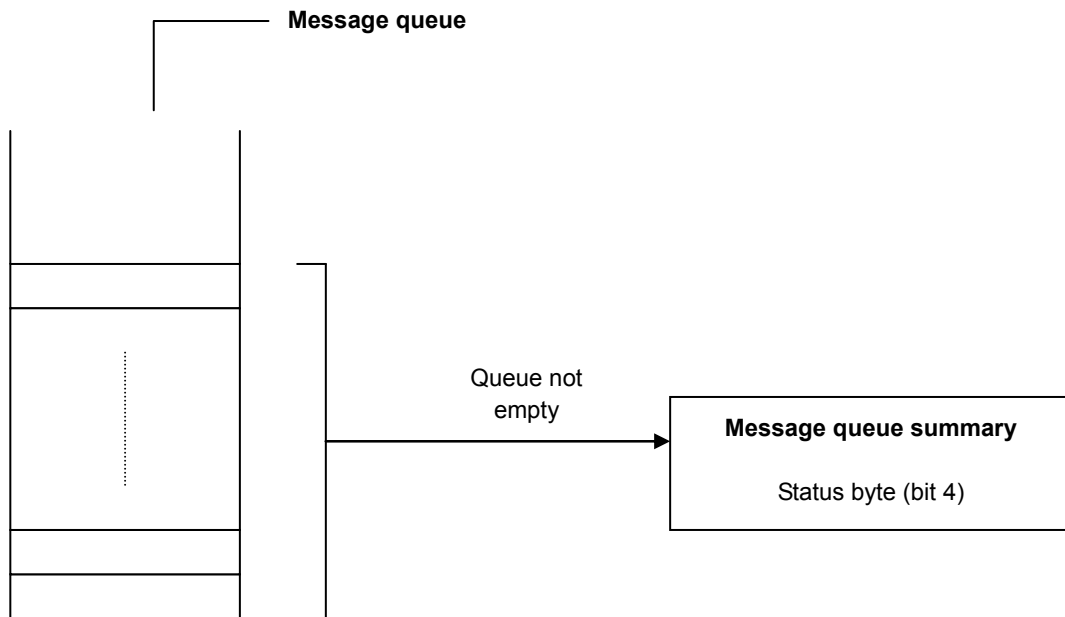 Message queue
Queue not
empty
Message queue summary
Status byte (bit 4)